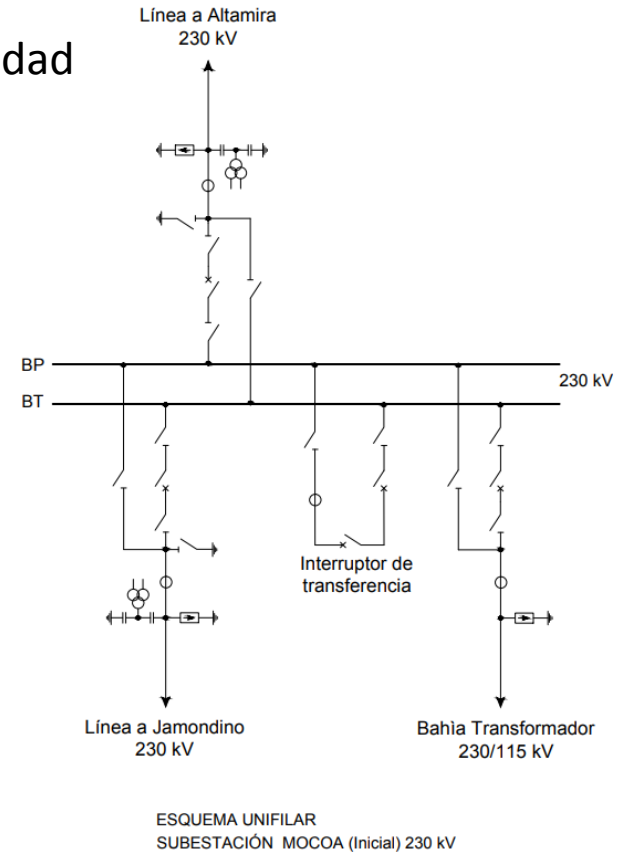 Línea a Altamira
230 kV
dad
BP
230 kV
BT
Interruptor de
transferencia
Línea a Jamondino
230 kV
Bahìa Transformador
230/115 kV
ESQUEMA UNIFILAR
SUBESTACIÓN MOCOA (Inicial) 230 kV